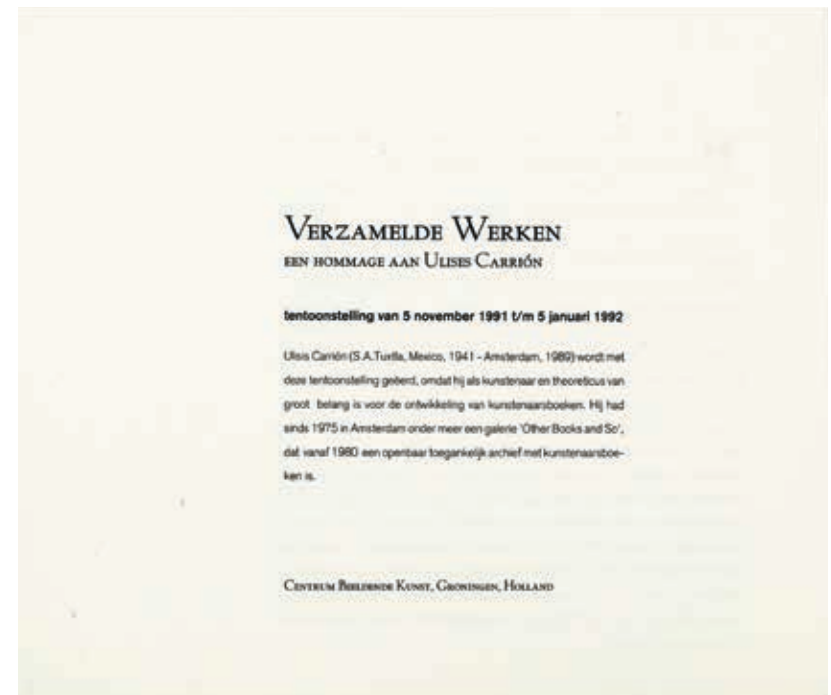 VERZAMELDE WERKEN
EEN HOMMAGE AAN ULISES CARRIÓN
tentoonstelling van 5 november 1991 t/m 5 januari 1992
Ulisis Carrión (S.A.Tuxtla, Mexico, 1941 - Amsterdam, 1989) wordt met
deze tentoonstelling geëerd, omdat hij als kunstenaar en theoreticus van
groot belang is voor de ontwikkeling van kunstenaarsboeken. Hij had
sinds 1975 in Amsterdam onder meer een galerie 'Other Books and So',
dat vanaf 1980 een openbaar toegankelijk archief met kunstenaarsboe-
ken is.
CENTRUM BEELDENDE KUNST, GRONINGEN, HOLLAND